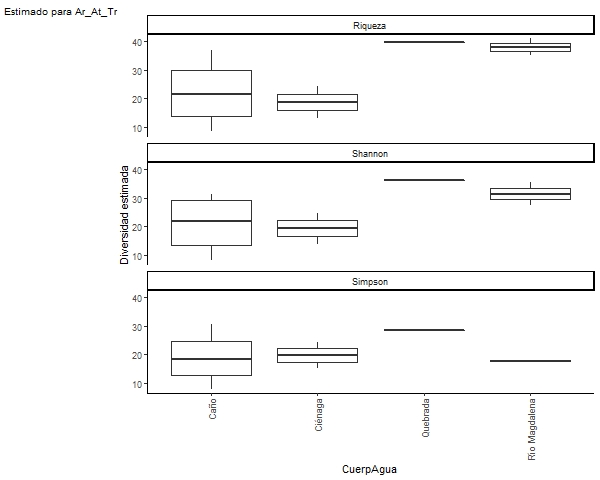 Estimado para Ar_At_Tr
Riqueza
40
30
20
10
Shannon
40
30
20
10
Simpson
40
30
20
10
Diversidad estimada
Caño
Ciénaga
Quebrada
Río Magdalena
CuerpAgua